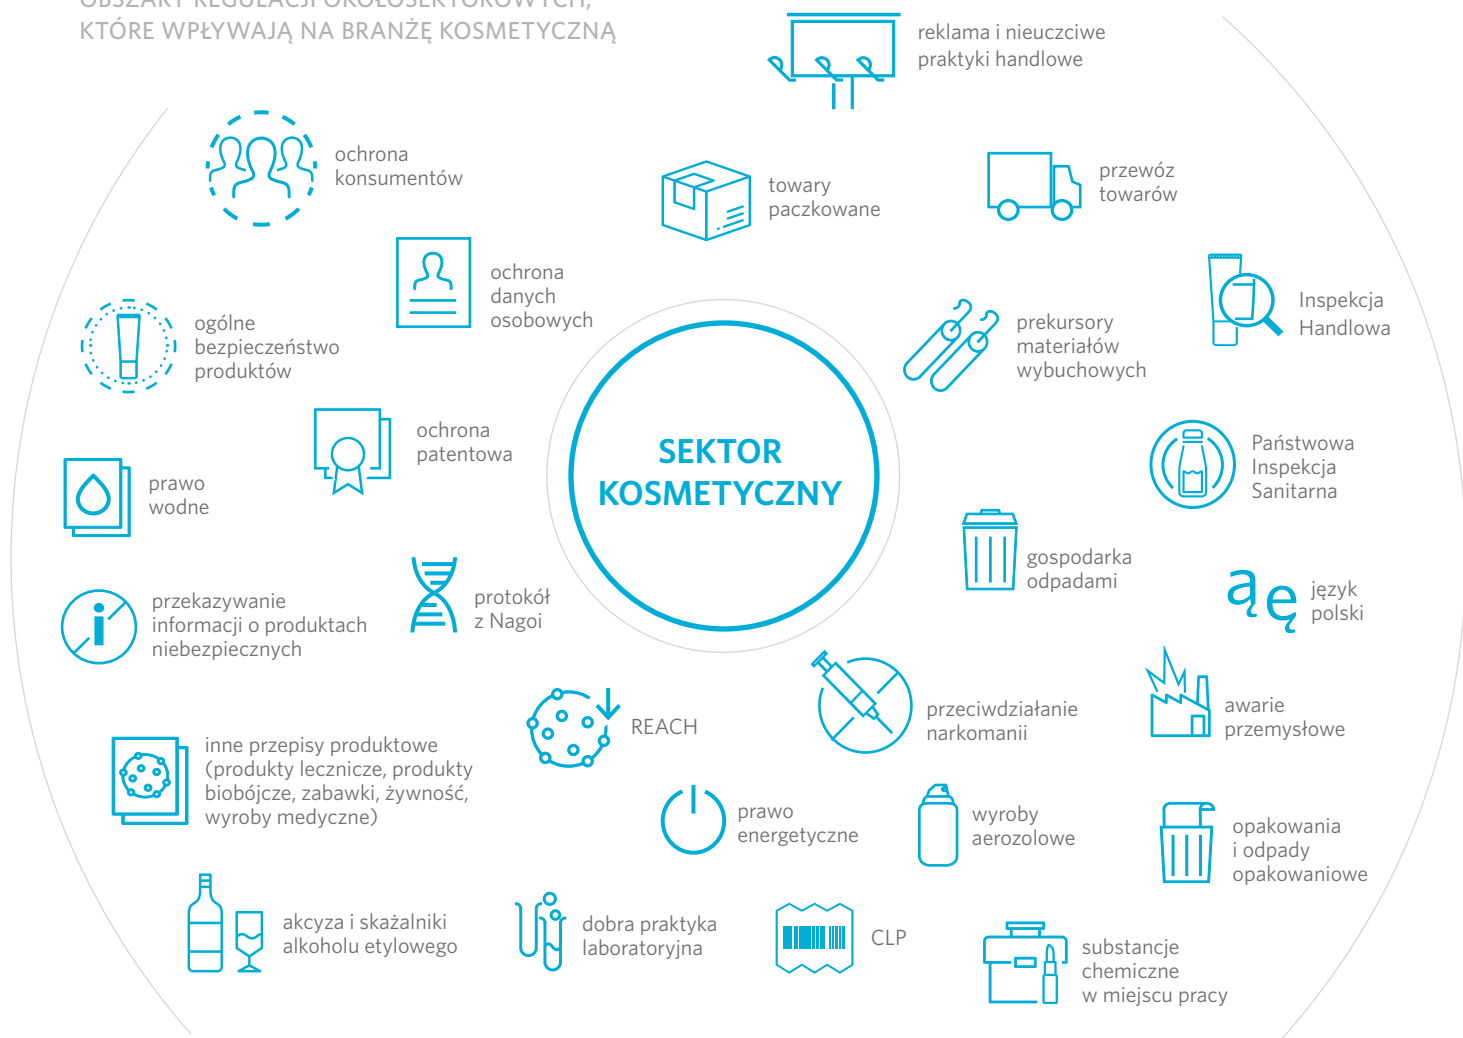 OBSZARY REGULACJI OKOŁOSEKTOROWYCH,
KTÓRE WPŁYWAJĄ NA BRANŻĘ KOSMETYCZNĄ
reklama i nieuczciwe
praktyki handlowe
ochrona
konsumentów
towary
paczkowane
przewóz
towarów
ochrona
danych
osobowych
ogólne
bezpieczeństwo
produktów
prekursory
materiałów
wybuchowych
Inspekcja
Handlowa
ochrona
patentowa
SEKTOR
KOSMETYCZNY
Państwowa
Inspekcja
Sanitarna
prawo
wodne
gospodarka
odpadami
przekazywanie
informacji o produktach
niebezpiecznych
protokół
z Nagoi
ąę
język
polski
REACH
przeciwdziałanie
narkomanii
awarie
przemysłowe
inne przepisy produktowe
(produkty lecznicze, produkty
biobójcze, zabawki, żywność,
wyroby medyczne)
prawo
energetyczne
wyroby
aerozolowe
opakowania
i odpady
opakowaniowe
akcyza i skażalniki
alkoholu etylowego
dobra praktyka
laboratoryjna
CLP
substancje
chemiczne
w miejscu pracy